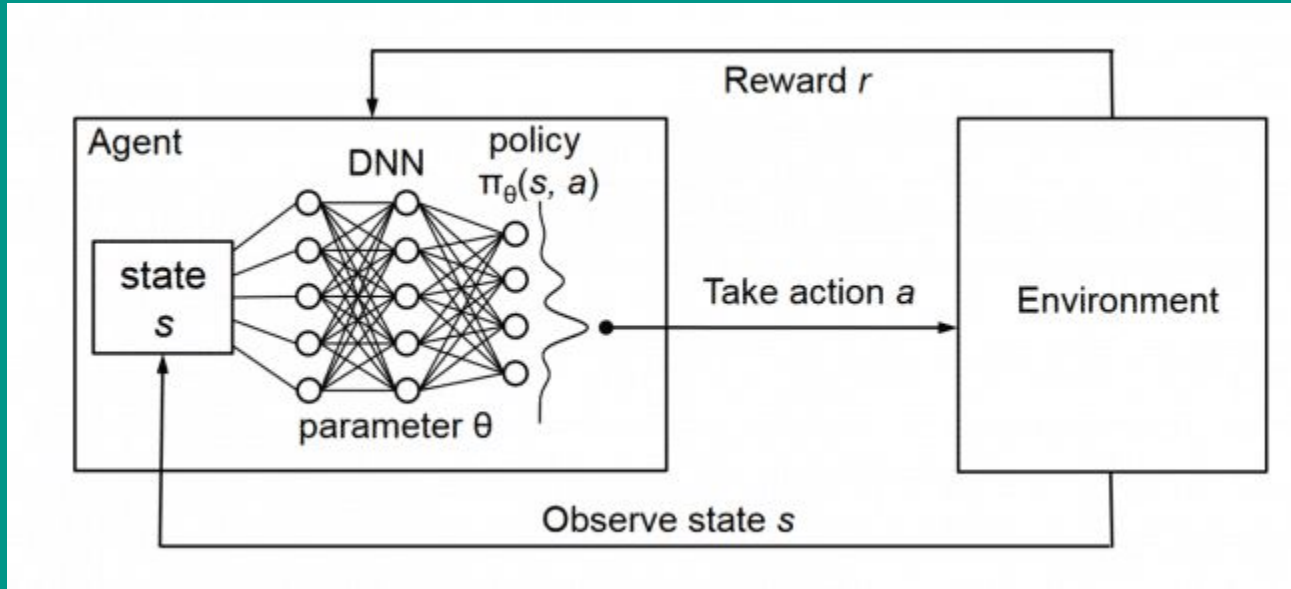 Reward r
Agent
policy
DNN
πθ(s, a)
state
s
Take action a
Environment
parameter θ
Observe state s